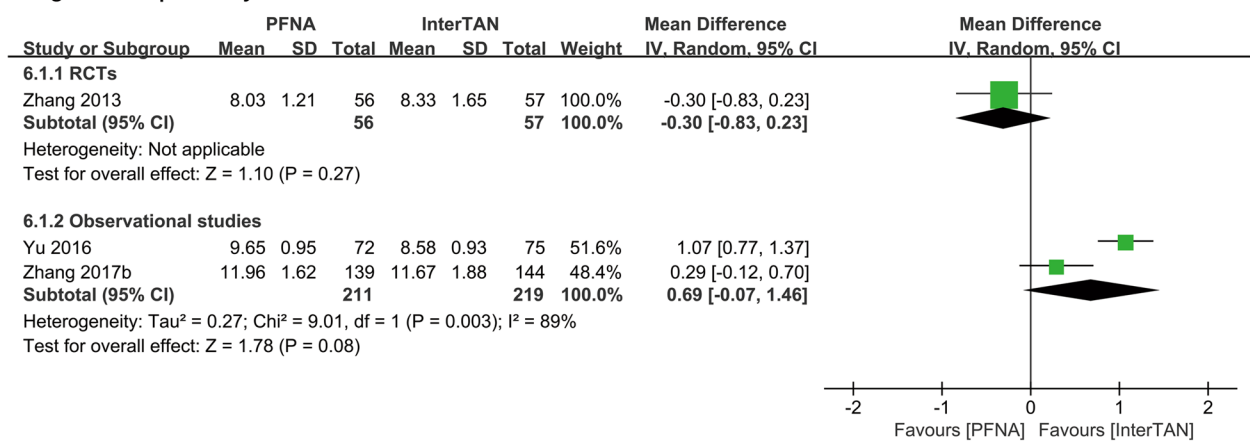 PFNA InterTAN Mean Difference Mean Difference
Study or Subgroup Mean SD Total Mean SD Total Weight IV, Random, 95% CI IV, Random, 95% CI
6.1.1 RCTs
Zhang 2013 8.03 1.21 56 8.33 1.65 57 100.0% -0.30 [-0.83, 0.23]
Subtotal (95% CI) 56 57 100.0% -0.30 [-0.83, 0.23]
Heterogeneity: Not applicable
Test for overall effect: Z = 1.10 (P = 0.27)
6.1.2 Observational studies
Yu 2016 9.65 0.95 72 8.58 0.93 75 51.6% 1.07 [0.77, 1.37]
Zhang 2017b 11.96 1.62 139 11.67 1.88 144 48.4% 0.29 [-0.12, 0.70]
Subtotal (95% CI) 211 219 100.0% 0.69 [-0.07, 1.46]
Heterogeneity: Tau² = 0.27; Chi² = 9.01, df = 1 (P = 0.003); I² = 89%
Test for overall effect: Z = 1.78 (P = 0.08)
-2 -1 0 1 2
Favours [PFNA] Favours [InterTAN]